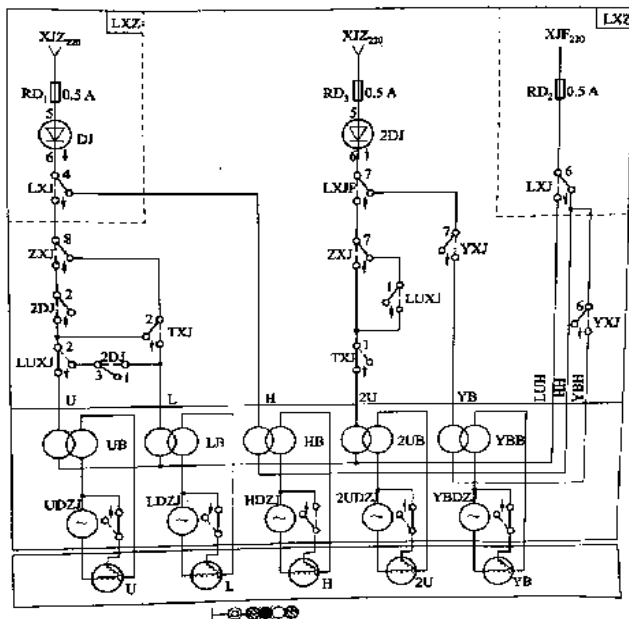 LXZ
LXZ
XJZ220
XJZ220
XJF220
RD1
0.5 A
RD3
0.5 A
RD2
0.5 A
5
5
DJ
2DJ
6
6
4
7
6
LXJ
LXJF
LXJ
8
7
7
ZXJ
ZXJ
YXJ
2
2DJ
LUXJ
2
TXJ
6
YXJ
2
LUXJ
2DJ
3
1
TXJ
U
L
H
2U
YB
LUH
HH
YBH
UB
LB
HB
2UB
YBB
UDZJ
LDZJ
HDZJ
2UDZJ
YBDZJ
~
~
~
~
~
U
L
H
2U
YB